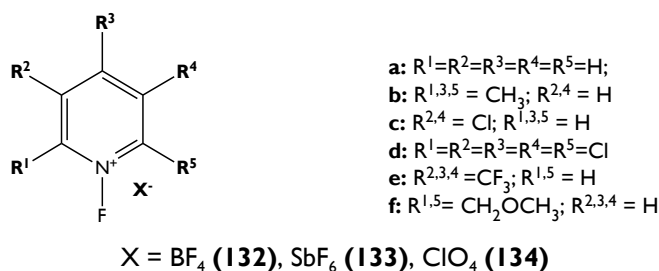 R³
R² R⁴
R¹ N⁺ R⁵
X⁻
F
a: R¹=R²=R³=R⁴=R⁵=H;
b: R¹,³,⁵ = CH₃; R²,⁴ = H
c: R²,⁴ = Cl; R¹,³,⁵ = H
d: R¹=R²=R³=R⁴=R⁵=Cl
e: R²,³,⁴ =CF₃; R¹,⁵ = H
f: R¹,⁵= CH₂OCH₃; R²,³,⁴ = H
X = BF₄ (132), SbF₆ (133), ClO₄ (134)